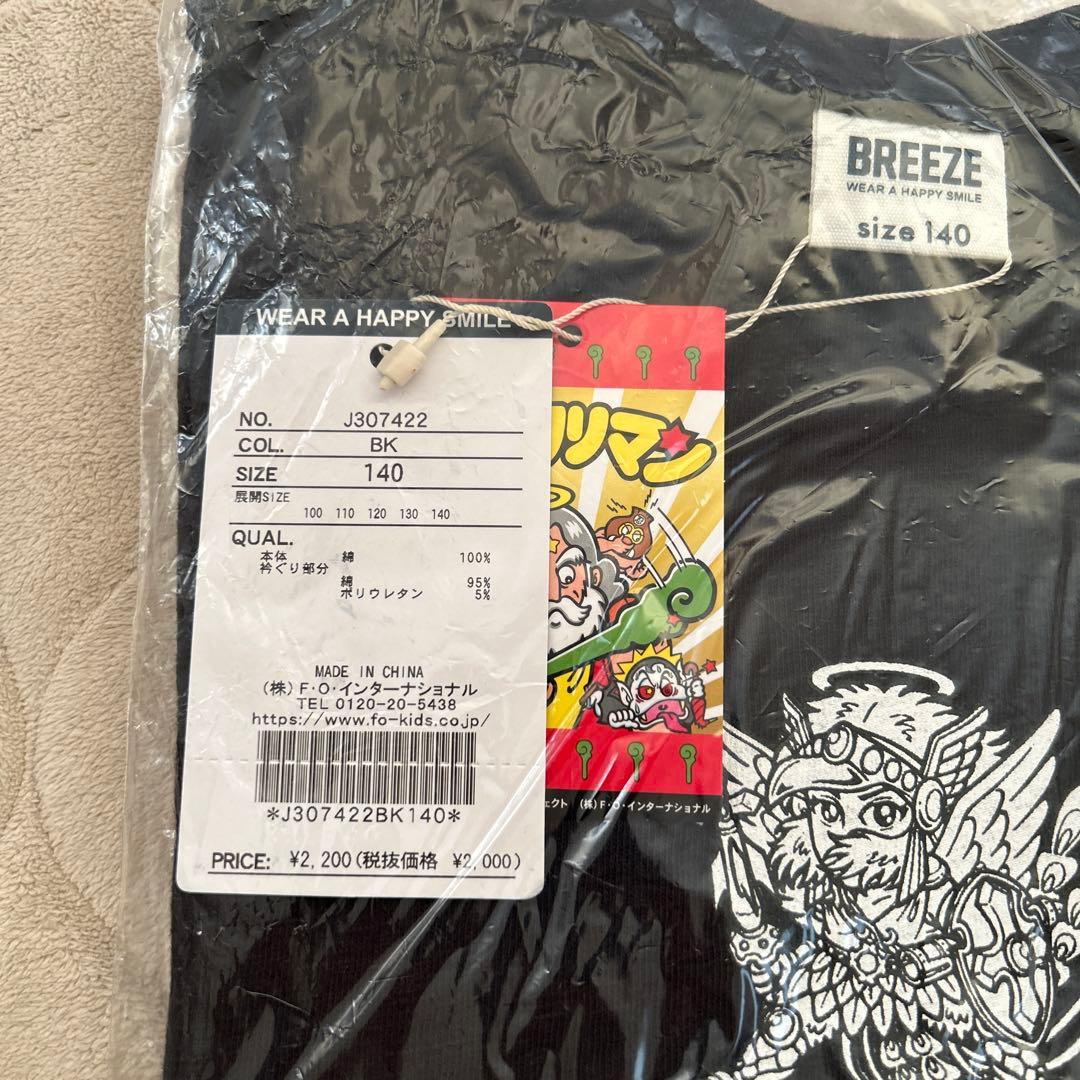 BREEZE
WEAR A HAPPY SMILE
size 140
WEAR A HAPPY SMILE
NO. J307422
COL. BK
SIZE 140
展開SIZE
100 110 120 130 140
QUAL.
本体 綿 100%
衿ぐり部分
綿 95%
ポリウレタン 5%
MADE IN CHINA
(株)F・O・インターナショナル
TEL 0120-20-5438
https://www.fo-kids.co.jp/
*J307422BK140*
PRICE: ¥2,200(税抜価格 ¥2,000)
ツマン
ェクト (株)F・O・インターナショナル